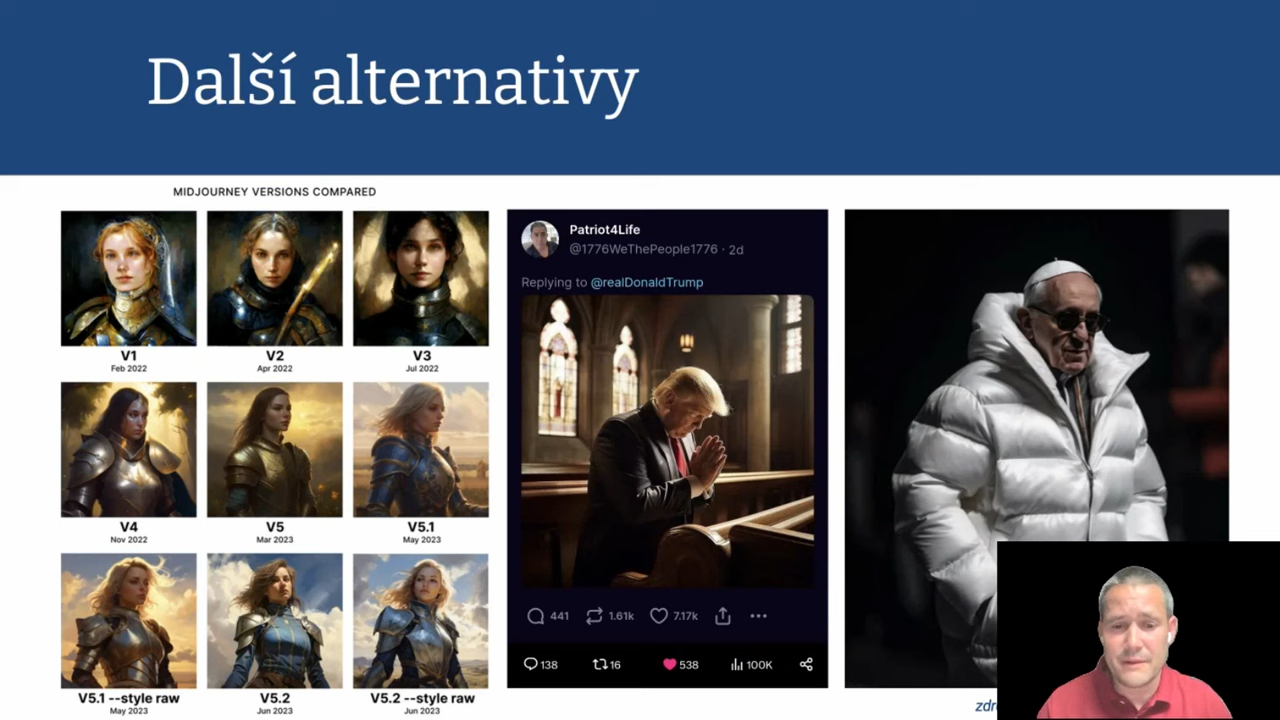 Další alternativy
MIDJOURNEY VERSIONS COMPARED
V1
Feb 2022
V2
Apr 2022
V3
Jul 2022
V4
Nov 2022
V5
Mar 2023
V5.1
May 2023
V5.1 --style raw
May 2023
V5.2
Jun 2023
V5.2 --style raw
Jun 2023
Patriot4Life
@1776WeThePeople1776 · 2d
Replying to @realDonaldTrump
441 1.61k 7.17k
138 16 538 100K